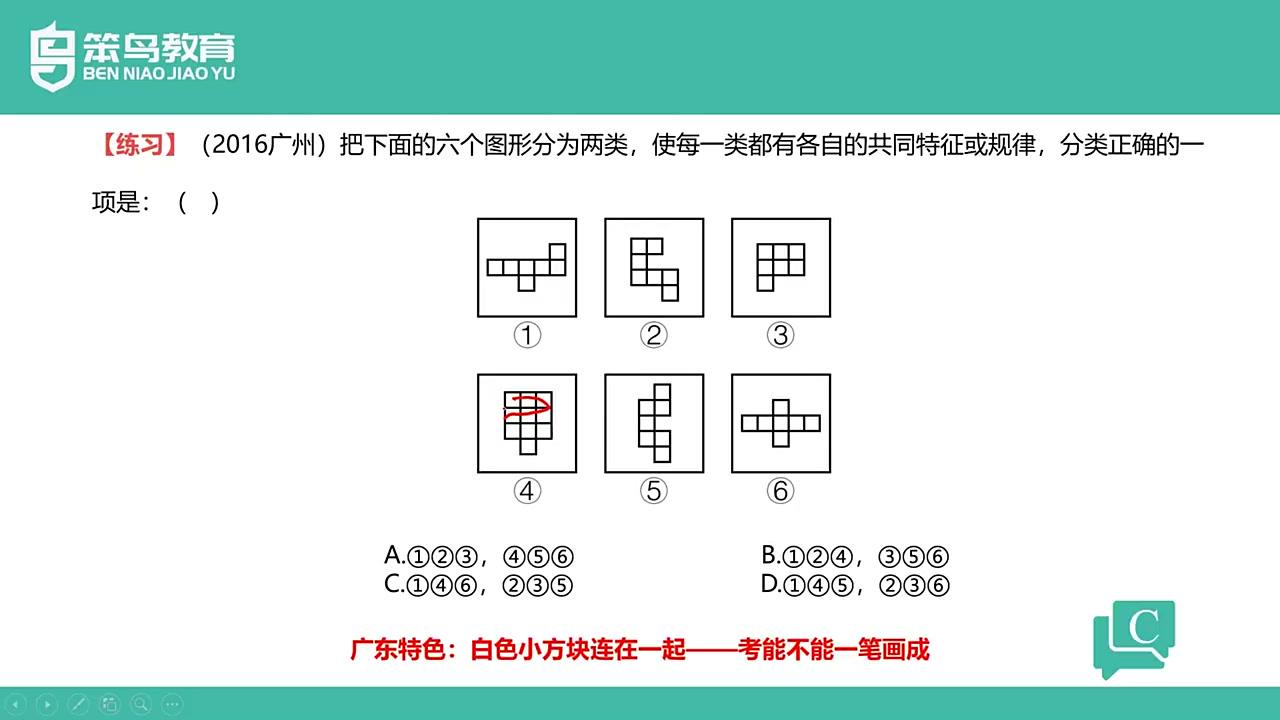 笨鸟教育
BEN NIAO JIAO YU
【练习】（2016广州）把下面的六个图形分为两类，使每一类都有各自的共同特征或规律，分类正确的一
项是：（ ）
① ② ③
④ ⑤ ⑥
A.①②③，④⑤⑥ B.①②④，③⑤⑥
C.①④⑥，②③⑤ D.①④⑤，②③⑥
广东特色：白色小方块连在一起——考能不能一笔画成
C